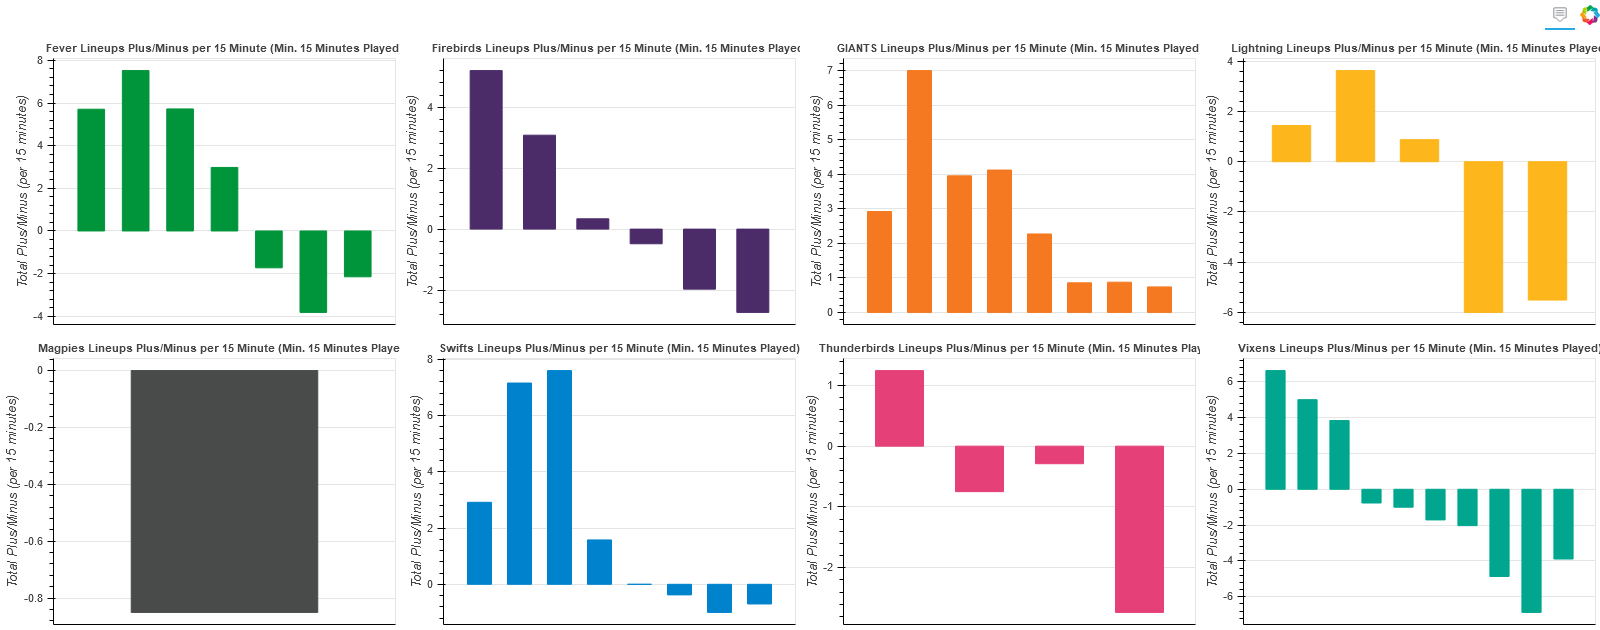 Fever Lineups Plus/Minus per 15 Minute (Min. 15 Minutes Played
Total Plus/Minus (per 15 minutes)
8
6
4
2
0
-2
-4
Firebirds Lineups Plus/Minus per 15 Minute (Min. 15 Minutes Played
Total Plus/Minus (per 15 minutes)
4
2
0
-2
GIANTS Lineups Plus/Minus per 15 Minute (Min. 15 Minutes Played
Total Plus/Minus (per 15 minutes)
7
6
5
4
3
2
1
0
Lightning Lineups Plus/Minus per 15 Minute (Min. 15 Minutes Played
Total Plus/Minus (per 15 minutes)
4
2
0
-2
-4
-6
Magpies Lineups Plus/Minus per 15 Minute (Min. 15 Minutes Playe
Total Plus/Minus (per 15 minutes)
0
-0.2
-0.4
-0.6
-0.8
Swifts Lineups Plus/Minus per 15 Minute (Min. 15 Minutes Played)
Total Plus/Minus (per 15 minutes)
8
6
4
2
0
Thunderbirds Lineups Plus/Minus per 15 Minute (Min. 15 Minutes Play
Total Plus/Minus (per 15 minutes)
1
0
-1
-2
Vixens Lineups Plus/Minus per 15 Minute (Min. 15 Minutes Played)
Total Plus/Minus (per 15 minutes)
6
4
2
0
-2
-4
-6